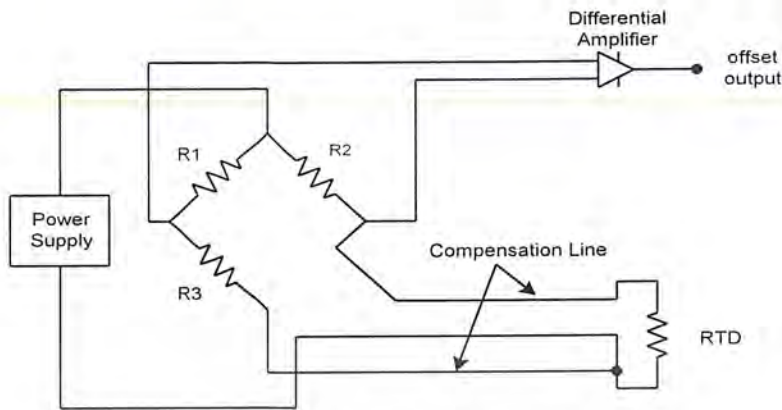 Differential
Amplifier
offset
output
R1
R2
Power
Supply
R3
Compensation Line
RTD